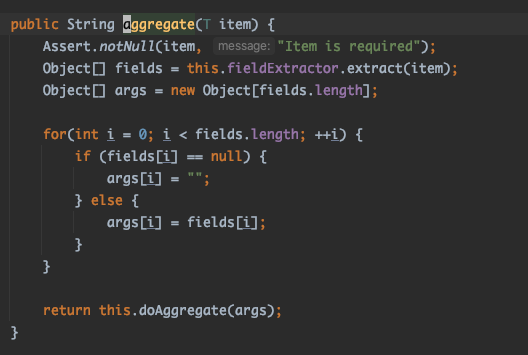 public String aggregate(T item) {
    Assert.notNull(item, message: "Item is required");
    Object[] fields = this.fieldExtractor.extract(item);
    Object[] args = new Object[fields.length];

    for(int i = 0; i < fields.length; ++i) {
        if (fields[i] == null) {
            args[i] = "";
        } else {
            args[i] = fields[i];
        }
    }

    return this.doAggregate(args);
}